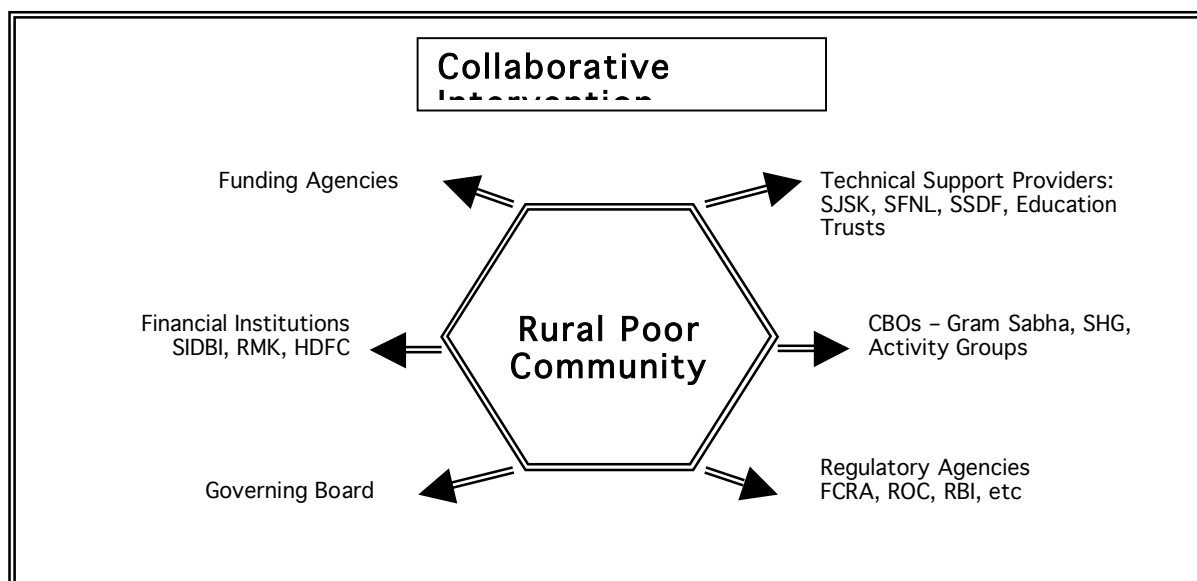 Collaborative
Funding Agencies
Technical Support Providers:
SJSK, SFNL, SSDF, Education
Trusts
Financial Institutions
SIDBI, RMK, HDFC
Rural Poor
Community
CBOs – Gram Sabha, SHG,
Activity Groups
Governing Board
Regulatory Agencies
FCRA, ROC, RBI, etc